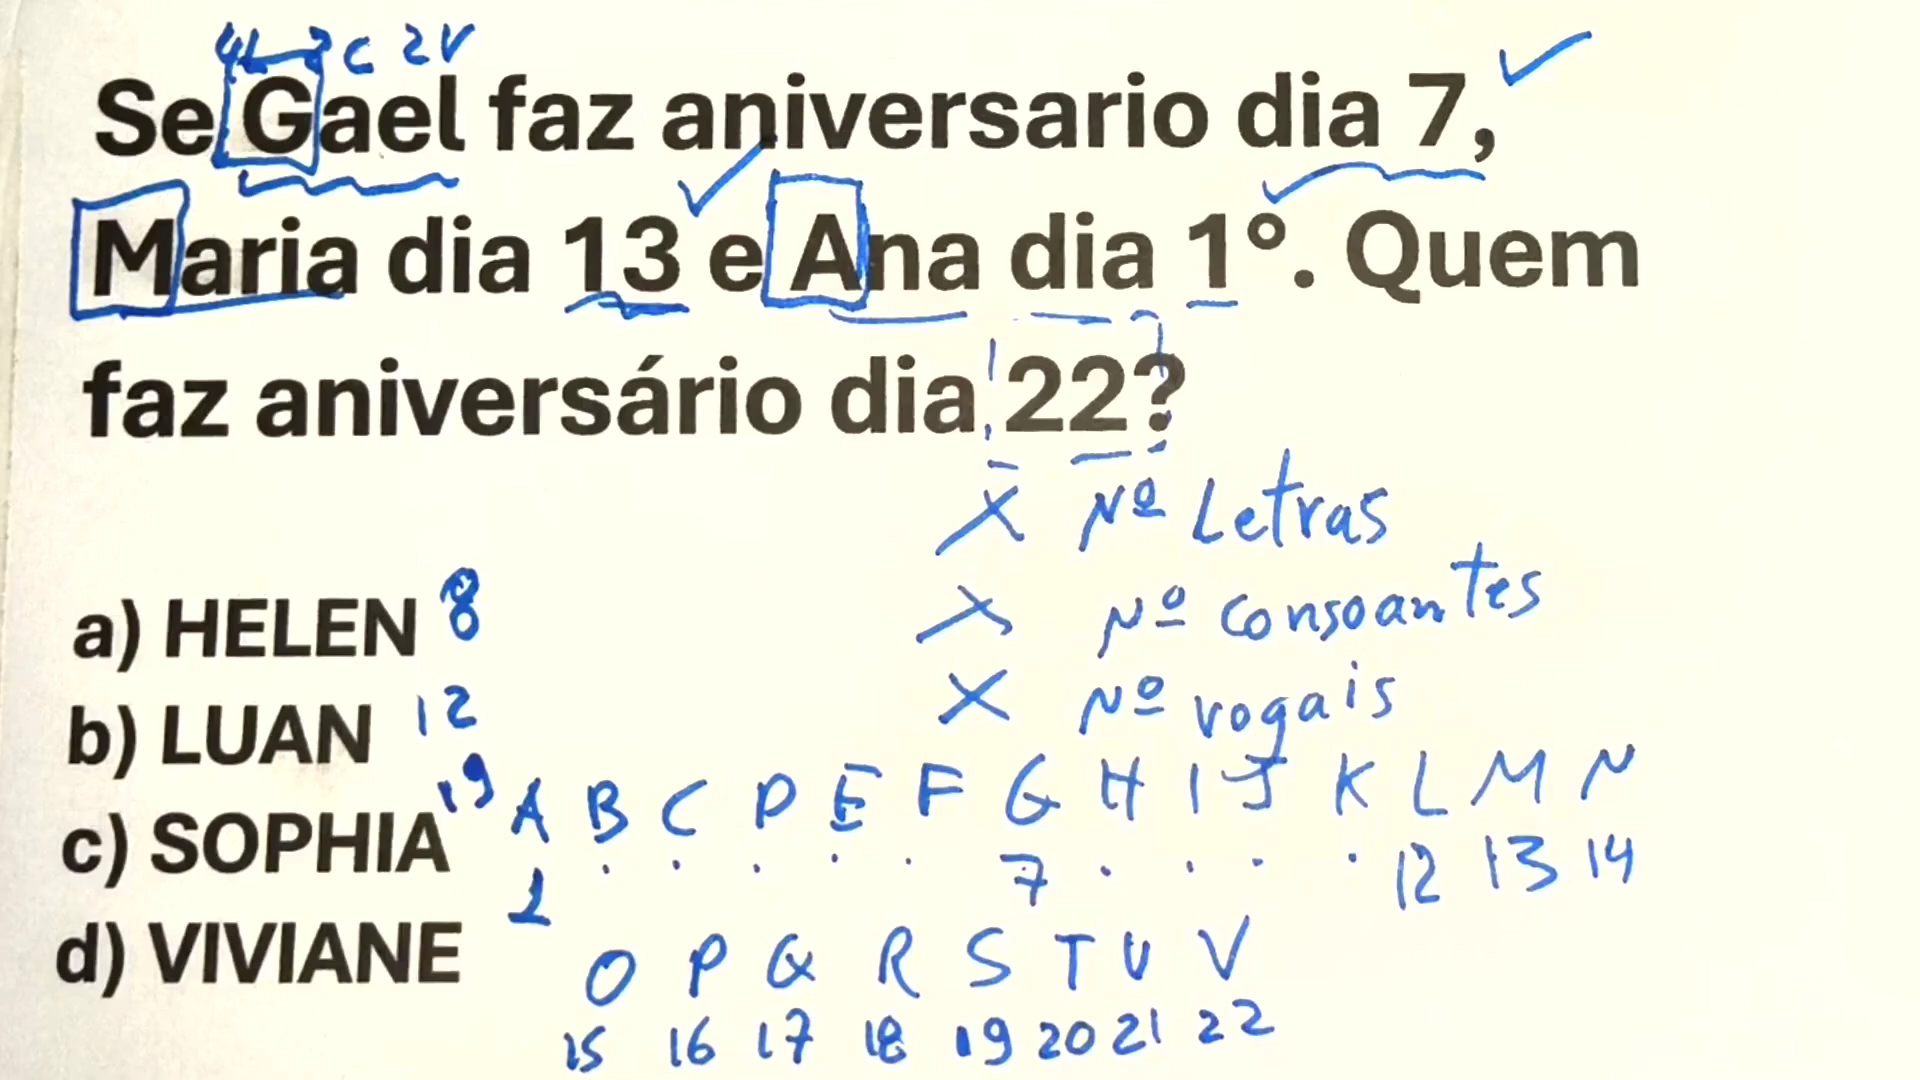 4L 2C 2V
Se Gael faz aniversario dia 7,
Maria dia 13 e Ana dia 1º. Quem
faz aniversário dia 22?
X Nº Letras
a) HELEN 8
X Nº consoantes
b) LUAN 12
X Nº vogais
c) SOPHIA 19
A B C D E F G H I J K L M N
1 . . . . . 7 . . . . 12 13 14
d) VIVIANE
O P Q R S T U V
15 16 17 18 19 20 21 22